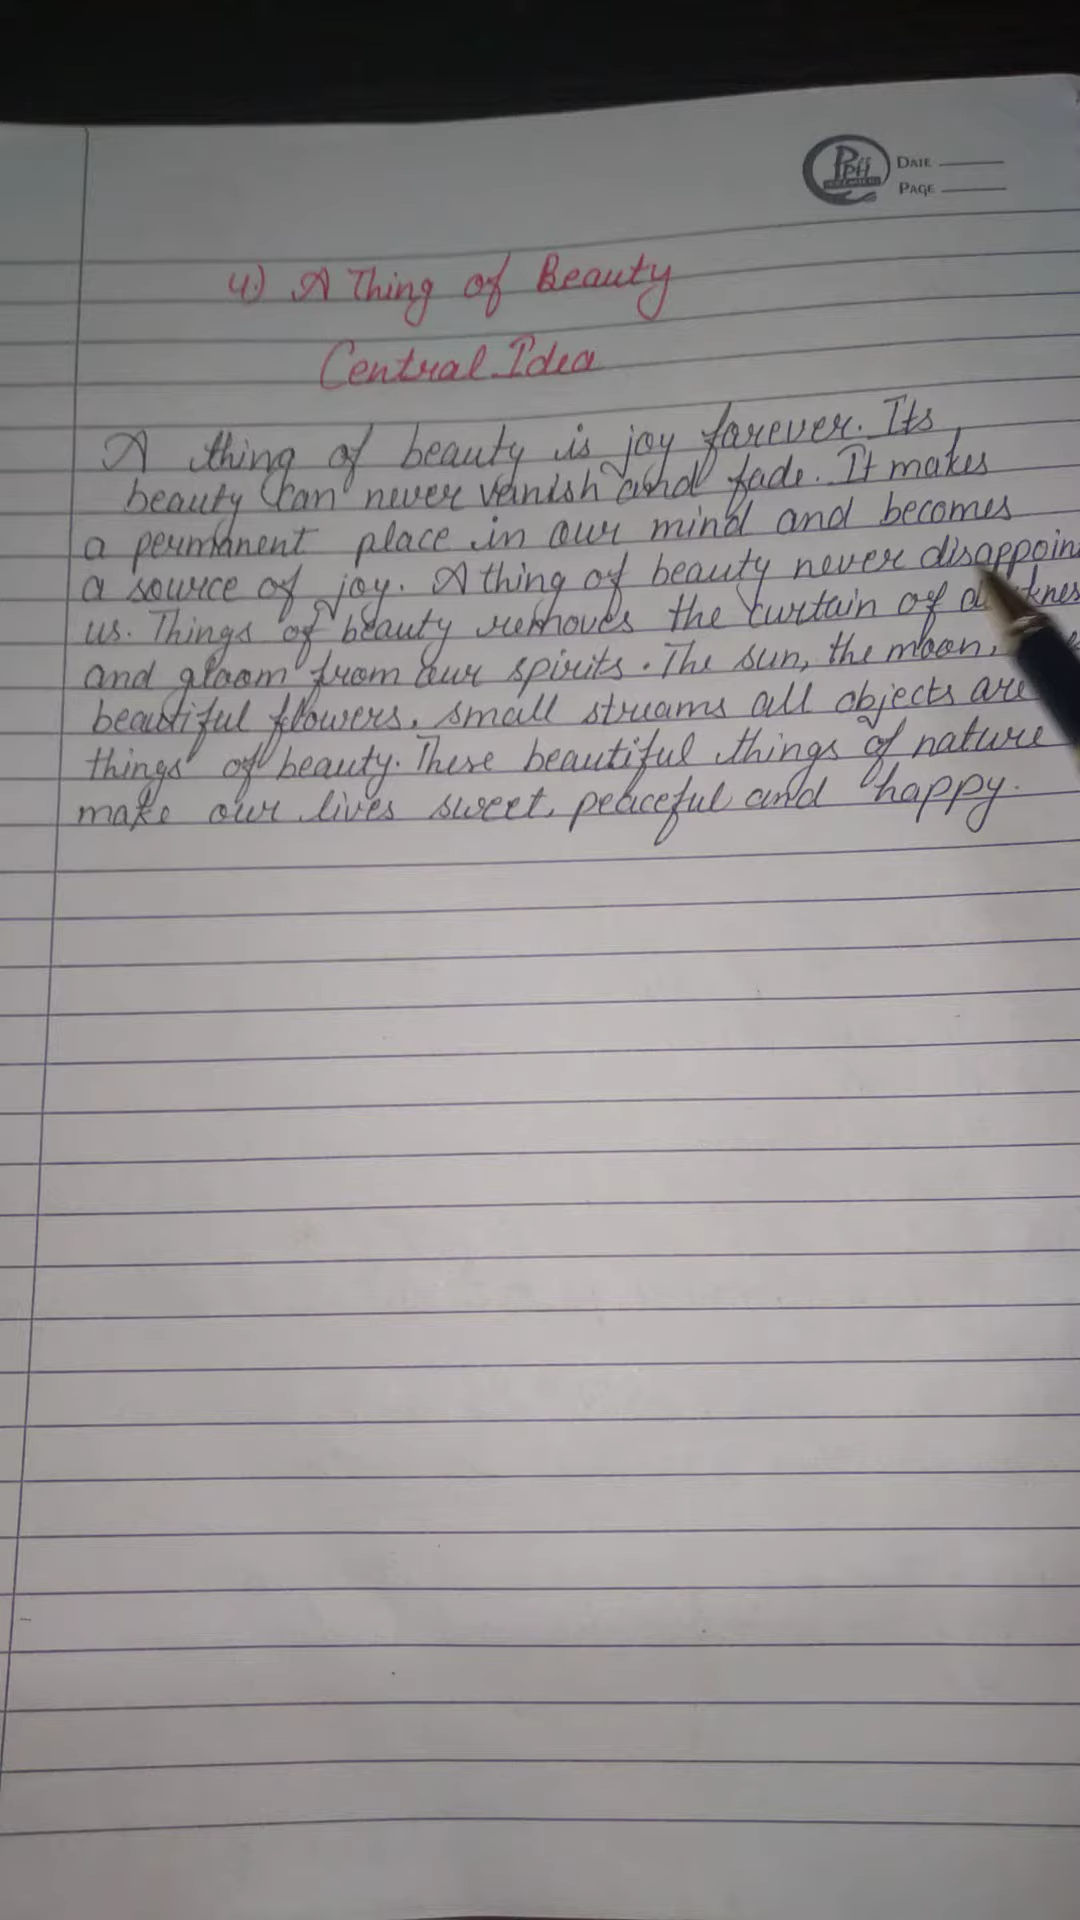 PpH
DATE
PAGE
4) A Thing of Beauty
Central Idea
A thing of beauty is joy farever. Its
beauty can never vanish and fade. It makes
a permanent place in our mind and becomes
a source of joy. A thing of beauty never disappoin
us. Things of beauty removes the curtain of
and gloom from our spirits. The sun, the moon,
beautiful flowers, small streams all objects are
things of beauty. These beautiful things of nature
make our lives sweet, peaceful and happy.